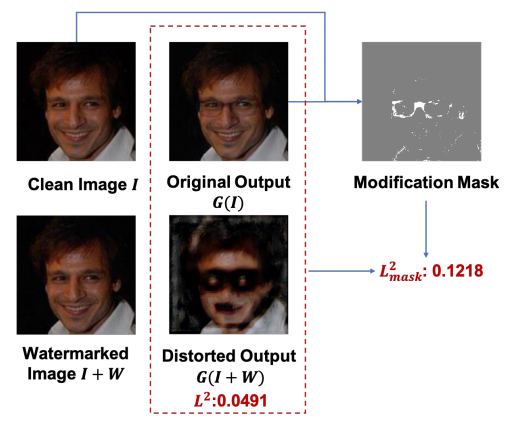 Clean Image I
Original Output
G(I)
Modification Mask
L²mask: 0.1218
Watermarked
Image I + W
Distorted Output
G(I + W)
L²:0.0491